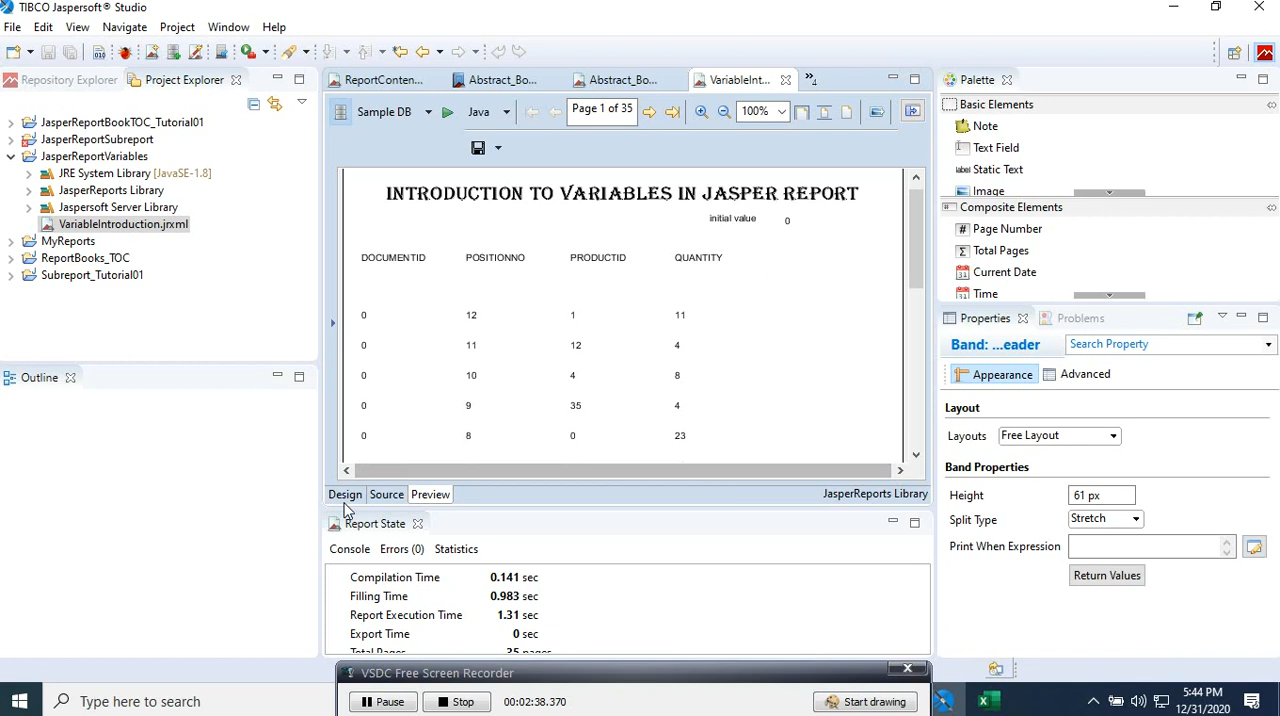 TIBCO Jaspersoft® Studio
File Edit View Navigate Project Window Help
Repository Explorer Project Explorer
JasperReportBookTOC_Tutorial01
JasperReportSubreport
JasperReportVariables
JRE System Library [JavaSE-1.8]
JasperReports Library
Jaspersoft Server Library
VariableIntroduction.jrxml
MyReports
ReportBooks_TOC
Subreport_Tutorial01
Outline
ReportConten... Abstract_Bo... Abstract_Bo... VariableInt... »4
Sample DB Java Page 1 of 35 100%
INTRODUCTION TO VARIABLES IN JASPER REPORT
initial value 0
DOCUMENTID POSITIONNO PRODUCTID QUANTITY
0 12 1 11
0 11 12 4
0 10 4 8
0 9 35 4
0 8 0 23
Design Source Preview JasperReports Library
Report State
Console Errors (0) Statistics
Compilation Time 0.141 sec
Filling Time 0.983 sec
Report Execution Time 1.31 sec
Export Time 0 sec
Total Pages 35 pages
Palette
Basic Elements
Note
Text Field
label Static Text
Image
Composite Elements
# Page Number
Σ Total Pages
Current Date
Time
Properties Problems
Band: ...eader Search Property
Appearance Advanced
Layout
Layouts Free Layout
Band Properties
Height 61 px
Split Type Stretch
Print When Expression
Return Values
VSDC Free Screen Recorder
Pause Stop 00:02:38.370 Start drawing
Type here to search
5:44 PM
12/31/2020